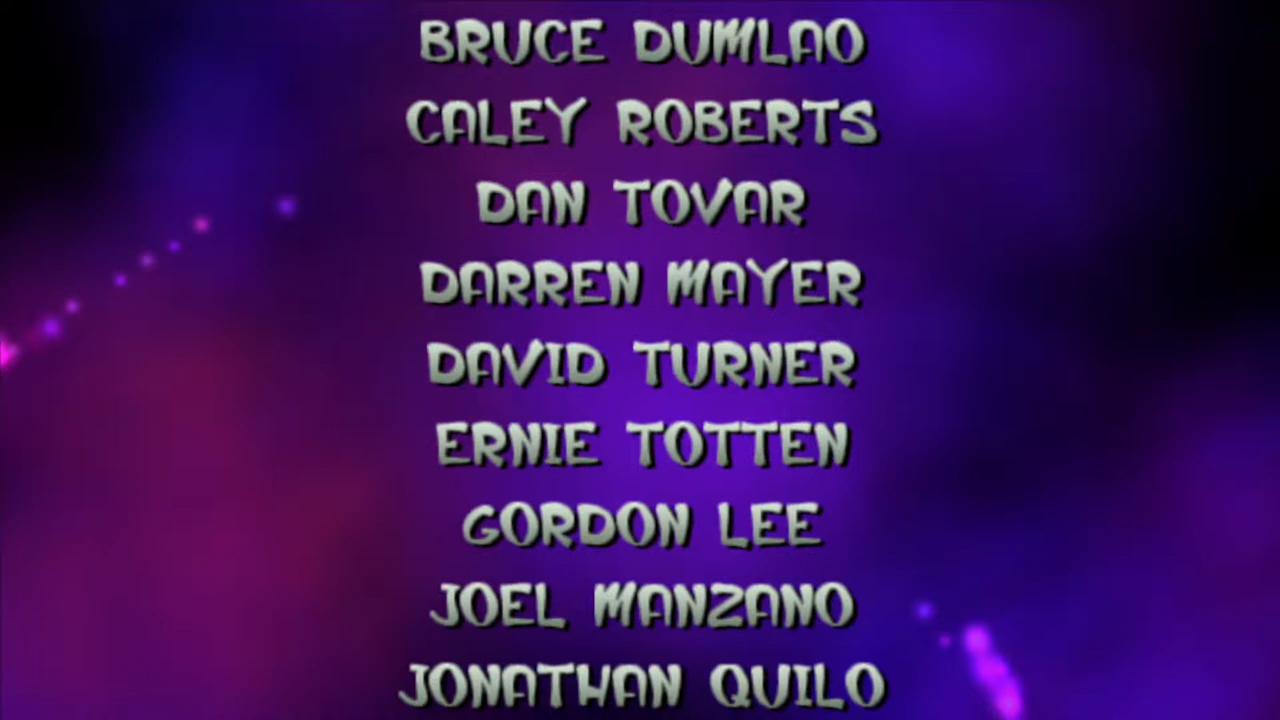 BRUCE DUMLAO
CALEY ROBERTS
DAN TOVAR
DARREN MAYER
DAVID TURNER
ERNIE TOTTEN
GORDON LEE
JOEL MANZANO
JONATHAN QUILO